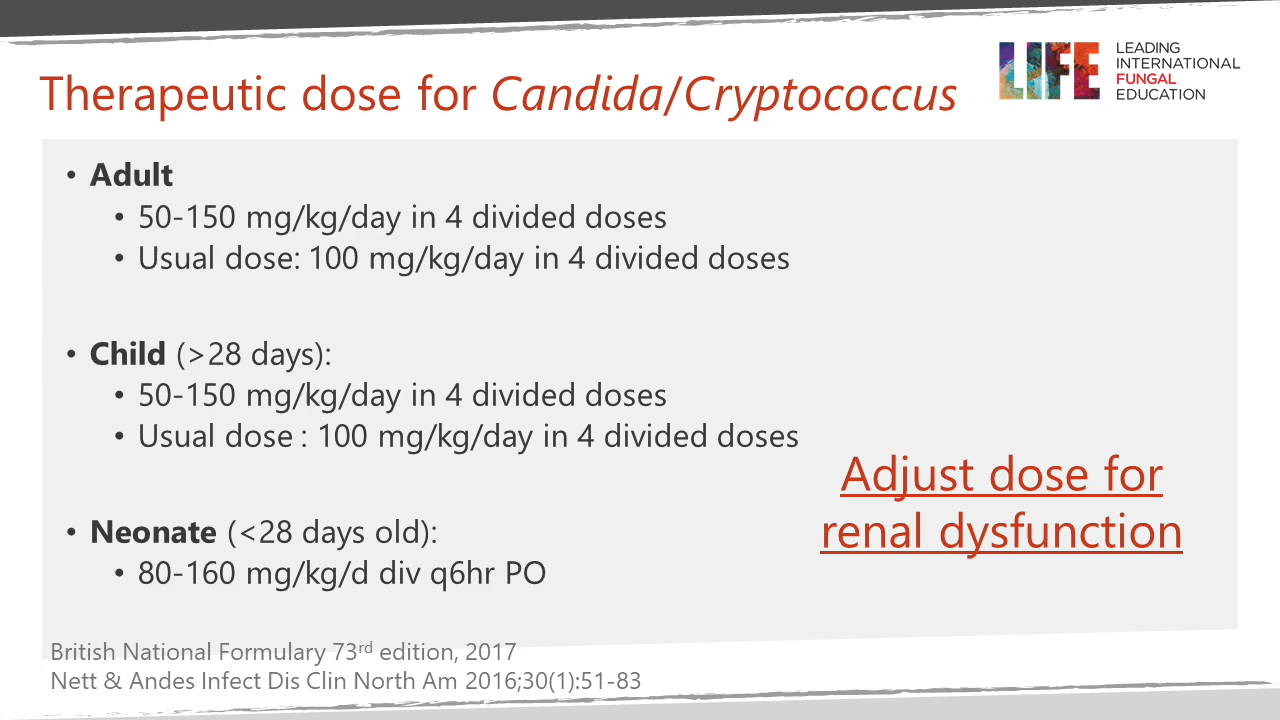 Therapeutic dose for Candida/Cryptococcus
LIFE
LEADING
INTERNATIONAL
FUNGAL
EDUCATION
• Adult
• 50-150 mg/kg/day in 4 divided doses
• Usual dose: 100 mg/kg/day in 4 divided doses
• Child (>28 days):
• 50-150 mg/kg/day in 4 divided doses
• Usual dose : 100 mg/kg/day in 4 divided doses
• Neonate (<28 days old):
• 80-160 mg/kg/d div q6hr PO
Adjust dose for
renal dysfunction
British National Formulary 73rd edition, 2017
Nett & Andes Infect Dis Clin North Am 2016;30(1):51-83